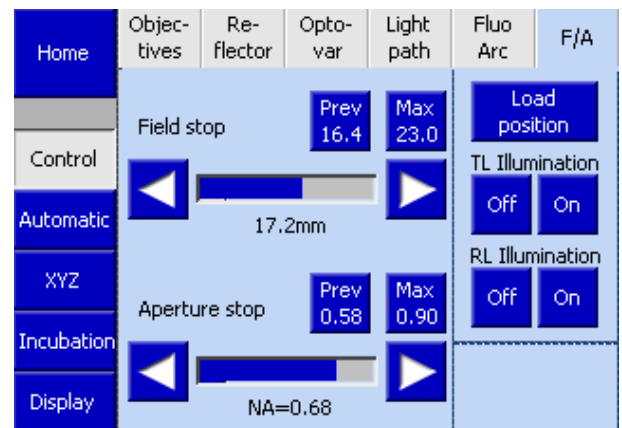 Home
Objec-
tives
Re-
flector
Opto-
var
Light
path
Fluo
Arc
F/A
Control
Automatic
XYZ
Incubation
Display
Field stop
Prev
16.4
Max
23.0
17.2mm
Aperture stop
Prev
0.58
Max
0.90
NA=0.68
Load
position
TL Illumination
Off
On
RL Illumination
Off
On